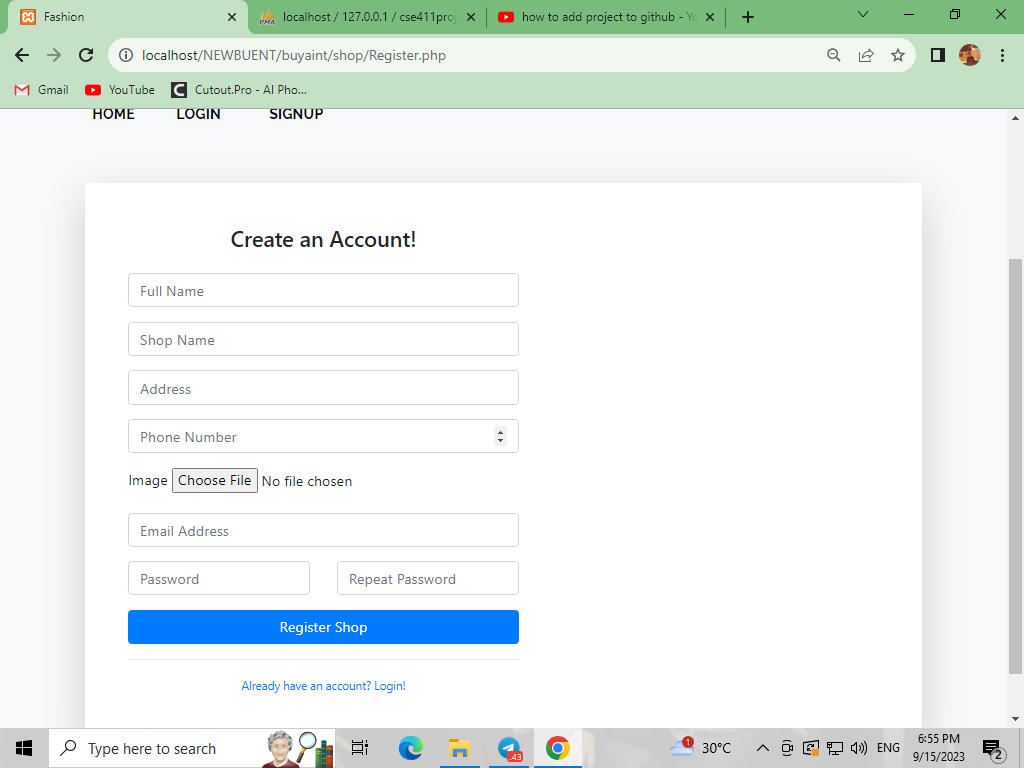 Fashion
localhost / 127.0.0.1 / cse411proj
how to add project to github - Yo
localhost/NEWBUENT/buyaint/shop/Register.php
Gmail
YouTube
Cutout.Pro - AI Pho...
HOME LOGIN SIGNUP
Create an Account!
Full Name
Shop Name
Address
Phone Number
Image Choose File No file chosen
Email Address
Password Repeat Password
Register Shop
Already have an account? Login!
Type here to search
43
1
30°C
ENG
6:55 PM
9/15/2023
2